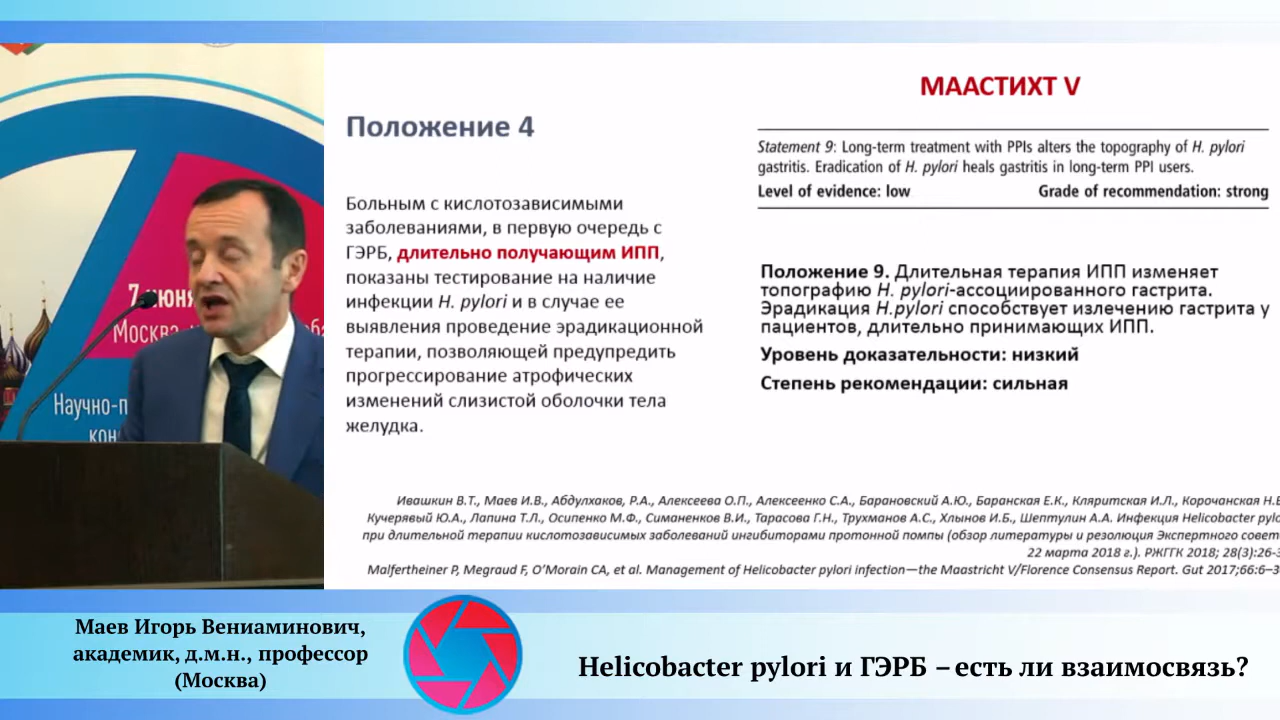 7 июня
Москва
Научно-п
кон
Положение 4
Больным с кислотозависимыми
заболеваниями, в первую очередь с
ГЭРБ, длительно получающим ИПП,
показаны тестирование на наличие
инфекции H. pylori и в случае ее
выявления проведение эрадикационной
терапии, позволяющей предупредить
прогрессирование атрофических
изменений слизистой оболочки тела
желудка.
МААСТИХТ V
Statement 9: Long-term treatment with PPIs alters the topography of H. pylori
gastritis. Eradication of H. pylori heals gastritis in long-term PPI users.
Level of evidence: low Grade of recommendation: strong
Положение 9. Длительная терапия ИПП изменяет
топографию H. pylori-ассоциированного гастрита.
Эрадикация H.pylori способствует излечению гастрита у
пациентов, длительно принимающих ИПП.
Уровень доказательности: низкий
Степень рекомендации: сильная
Ивашкин В.Т., Маев И.В., Абдулхаков, Р.А., Алексеева О.П., Алексеенко С.А., Барановский А.Ю., Баранская Е.К., Кляритская И.Л., Корочанская Н.В
Кучерявый Ю.А., Лапина Т.Л., Осипенко М.Ф., Симаненков В.И., Тарасова Г.Н., Трухманов А.С., Хлынов И.Б., Шептулин А.А. Инфекция Helicobacter pylo
при длительной терапии кислотозависимых заболеваний ингибиторами протонной помпы (обзор литературы и резолюция Экспертного совет
22 марта 2018 г.). РЖГГК 2018; 28(3):26-3
Malfertheiner P, Megraud F, O’Morain CA, et al. Management of Helicobacter pylori infection—the Maastricht V/Florence Consensus Report. Gut 2017;66:6–3
Маев Игорь Вениаминович,
академик, д.м.н., профессор
(Москва)
Helicobacter pylori и ГЭРБ – есть ли взаимосвязь?